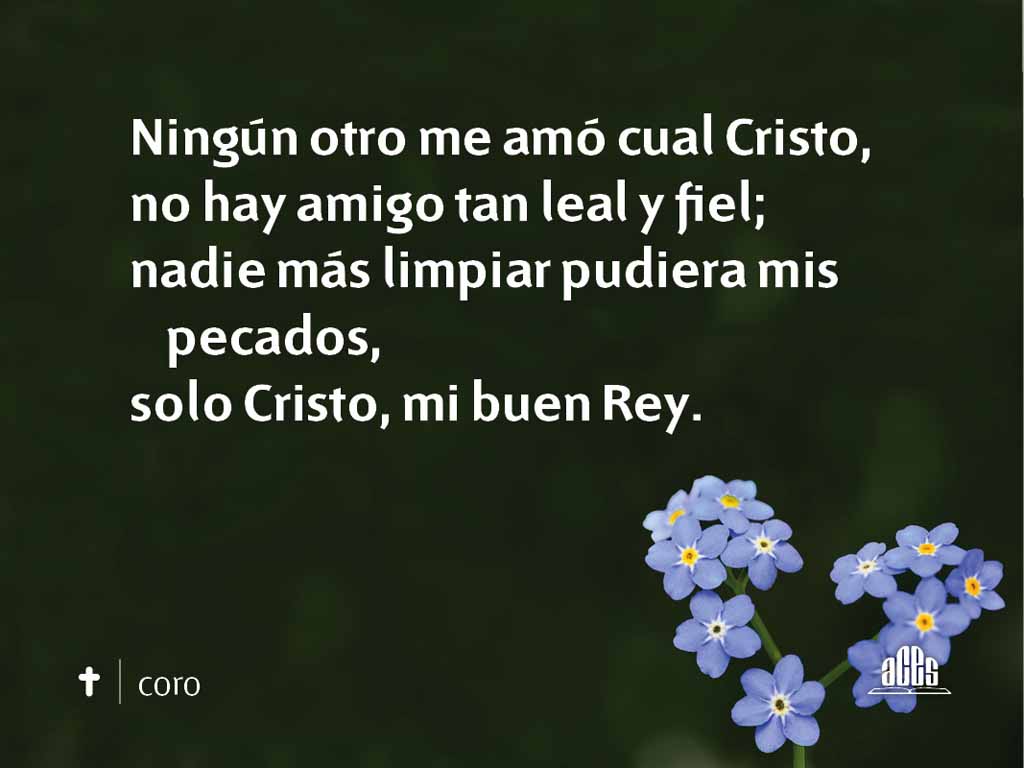 Ningún otro me amó cual Cristo,
no hay amigo tan leal y fiel;
nadie más limpiar pudiera mis
pecados,
solo Cristo, mi buen Rey.
coro
aces